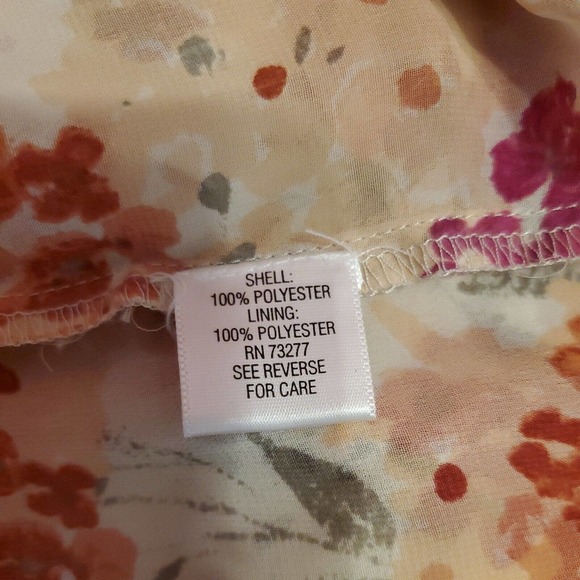 SHELL:
100% POLYESTER
LINING:
100% POLYESTER
RN 73277
SEE REVERSE
FOR CARE